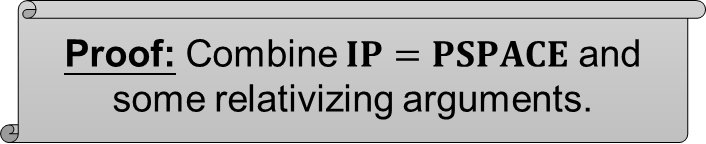 Proof: Combine 𝐈𝐏 = 𝐏𝐒𝐏𝐀𝐂𝐄 and
some relativizing arguments.